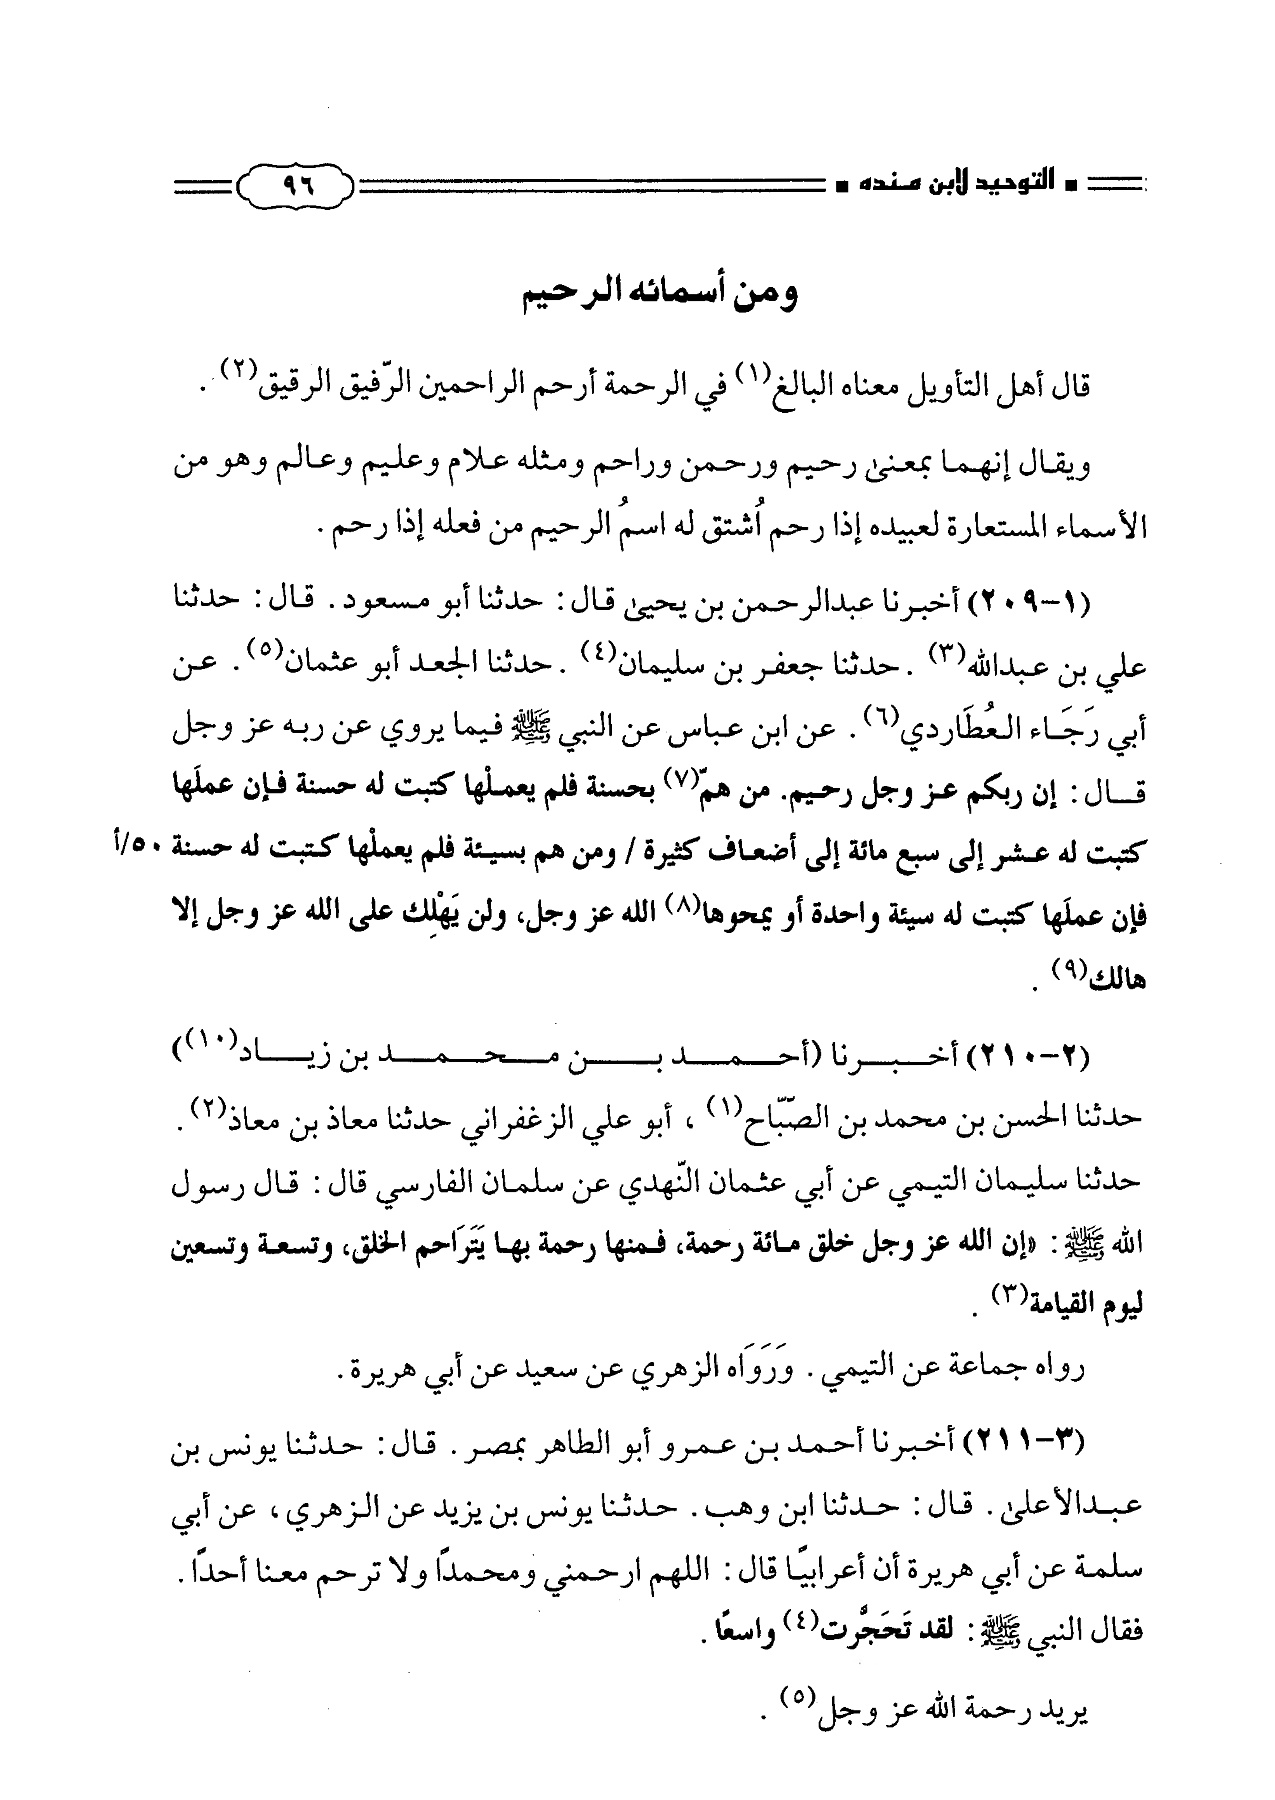 ■ التوحيد لابن منده ■ ٩٦
ومن أسمائه الرحيم
قال أهل التأويل معناه البالغ(١) في الرحمة أرحم الراحمين الرّفيق الرقيق(٢) .
ويقال إنهما بمعنى رحيم ورحمن وراحم ومثله علام وعليم وعالم وهو من
الأسماء المستعارة لعبيده إذا رحم اُشتق له اسمُ الرحيم من فعله إذا رحم .
(١-٢٠٩) أخبرنا عبدالرحمن بن يحيى قال : حدثنا أبو مسعود . قال : حدثنا
علي بن عبدالله(٣) . حدثنا جعفر بن سليمان(٤) . حدثنا الجعد أبو عثمان(٥) . عن
أبي رَجَاء العُطَاردي(٦) . عن ابن عباس عن النبي ﷺ فيما يروي عن ربه عز وجل
قال : إن ربكم عز وجل رحيم. من همّ(٧) بحسنة فلم يعملْها كتبت له حسنة فإن عملَها
كتبت له عشر إلى سبع مائة إلى أضعاف كثيرة / ومن هم بسيئة فلم يعملْها كتبت له حسنة ٥٠/أ
فإن عملَها كتبت له سيئة واحدة أو يمحوها(٨) الله عز وجل، ولن يَهْلِك على الله عز وجل إلا
هالك(٩) .
(٢-٢١٠) أخبرنا (أحمد بن محمد بن زياد(١٠))
حدثنا الحسن بن محمد بن الصبّاح(١) ، أبو علي الزغفراني حدثنا معاذ بن معاذ(٢) .
حدثنا سليمان التيمي عن أبي عثمان النّهدي عن سلمان الفارسي قال : قال رسول
الله ﷺ : «إن الله عز وجل خلق مائة رحمة، فمنها رحمة بها يَتَرَاحم الخلق، وتسعة وتسعين
ليوم القيامة(٣) .
رواه جماعة عن التيمي . وَرَوَاه الزهري عن سعيد عن أبي هريرة .
(٣-٢١١) أخبرنا أحمد بن عمرو أبو الطاهر بمصر . قال : حدثنا يونس بن
عبدالأعلى . قال : حدثنا ابن وهب . حدثنا يونس بن يزيد عن الزهري ، عن أبي
سلمة عن أبي هريرة أن أعرابيًا قال : اللهم ارحمني ومحمدًا ولا ترحم معنا أحدًا .
فقال النبي ﷺ : لقد تَحَجَّرت(٤) واسعًا .
يريد رحمة الله عز وجل(٥) .